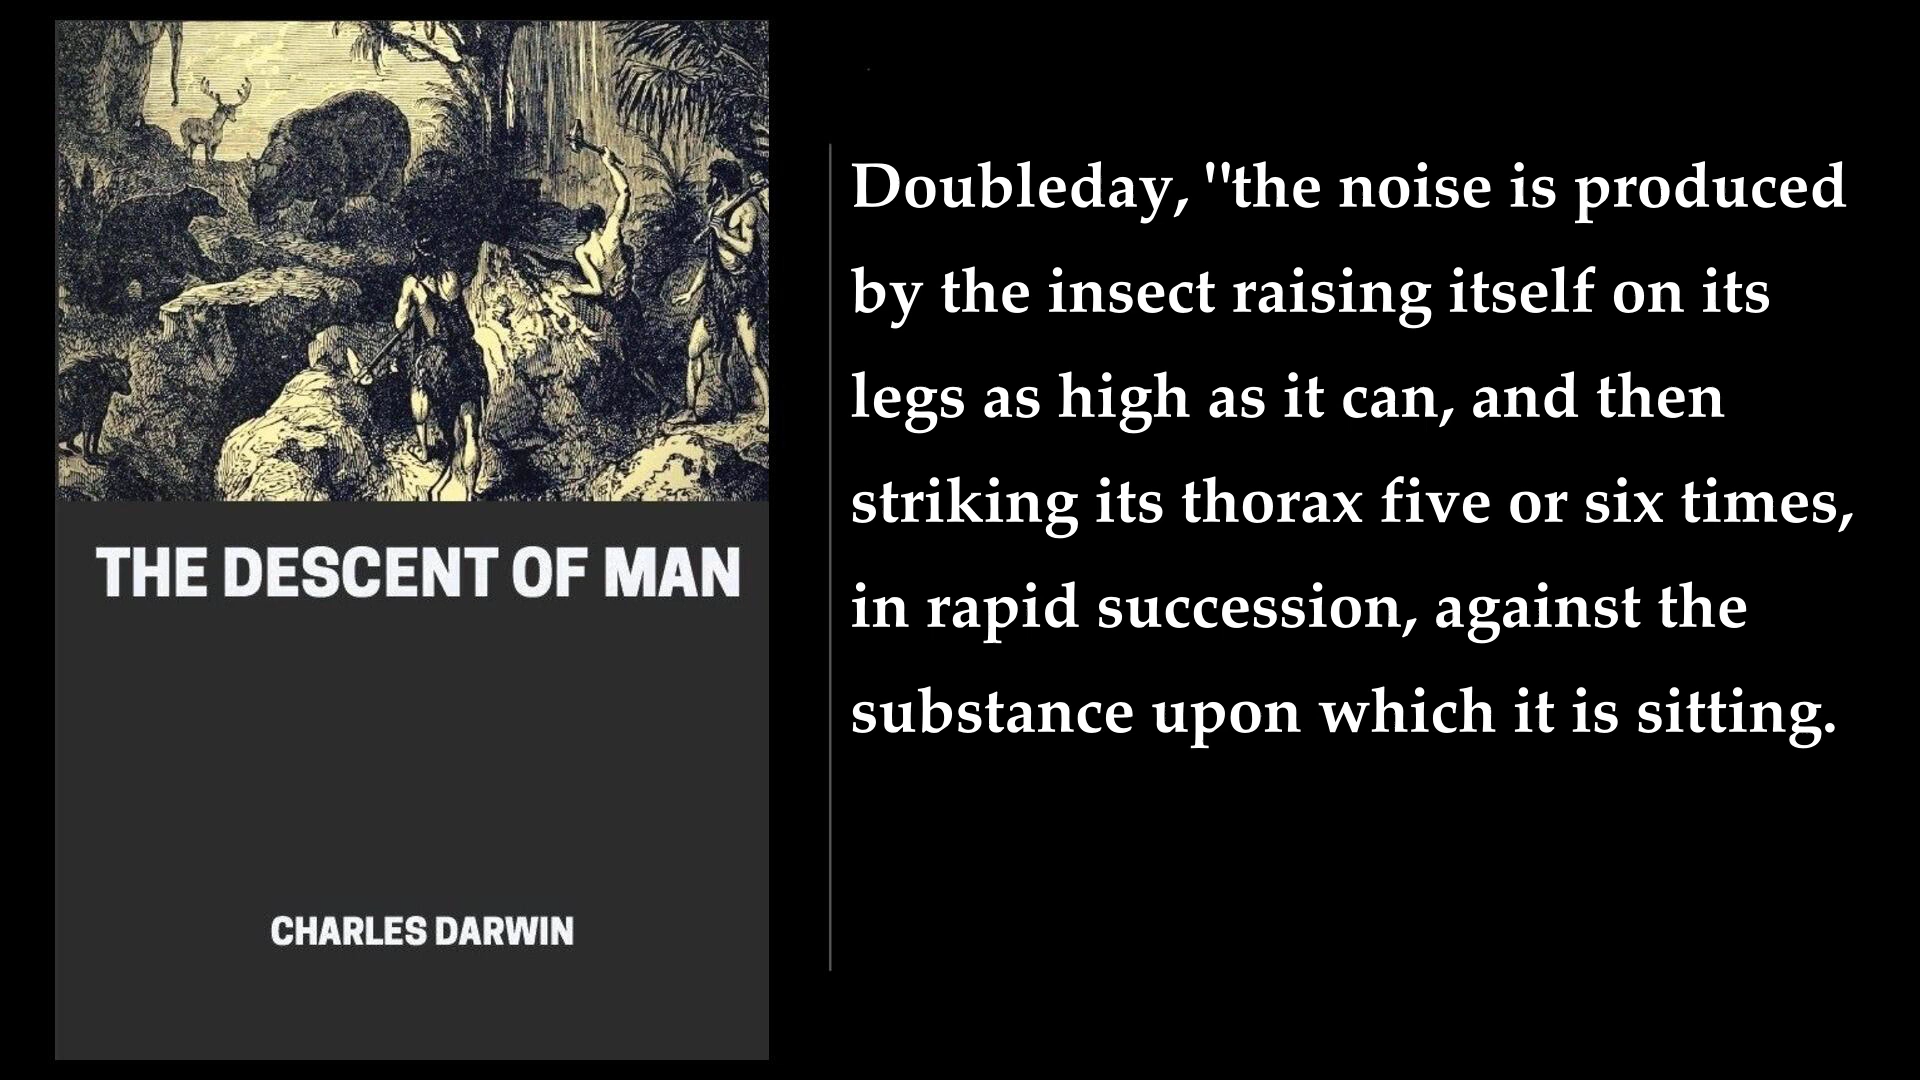 THE DESCENT OF MAN
CHARLES DARWIN
Doubleday, "the noise is produced
by the insect raising itself on its
legs as high as it can, and then
striking its thorax five or six times,
in rapid succession, against the
substance upon which it is sitting.